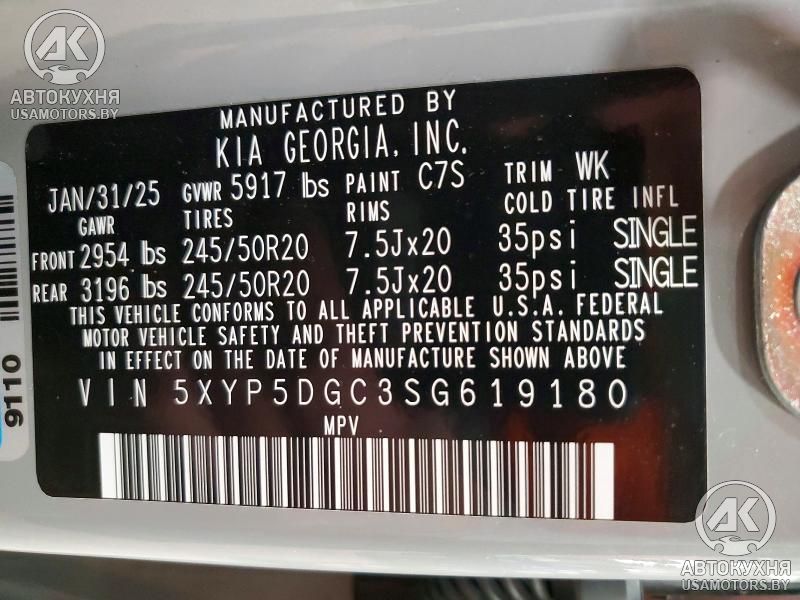 АК
АВТОКУХНЯ
USAMOTORS.BY
MANUFACTURED BY
KIA GEORGIA, INC.
JAN/31/25 GVWR 5917 lbs PAINT C7S TRIM WK
GAWR TIRES RIMS COLD TIRE INFL
FRONT 2954 lbs 245/50R20 7.5Jx20 35psi SINGLE
REAR 3196 lbs 245/50R20 7.5Jx20 35psi SINGLE
THIS VEHICLE CONFORMS TO ALL APPLICABLE U.S.A. FEDERAL
MOTOR VEHICLE SAFETY AND THEFT PREVENTION STANDARDS
IN EFFECT ON THE DATE OF MANUFACTURE SHOWN ABOVE
VIN 5XYP5DGC3SG619180
MPV
9110
АК
АВТОКУХНЯ
USAMOTORS.BY